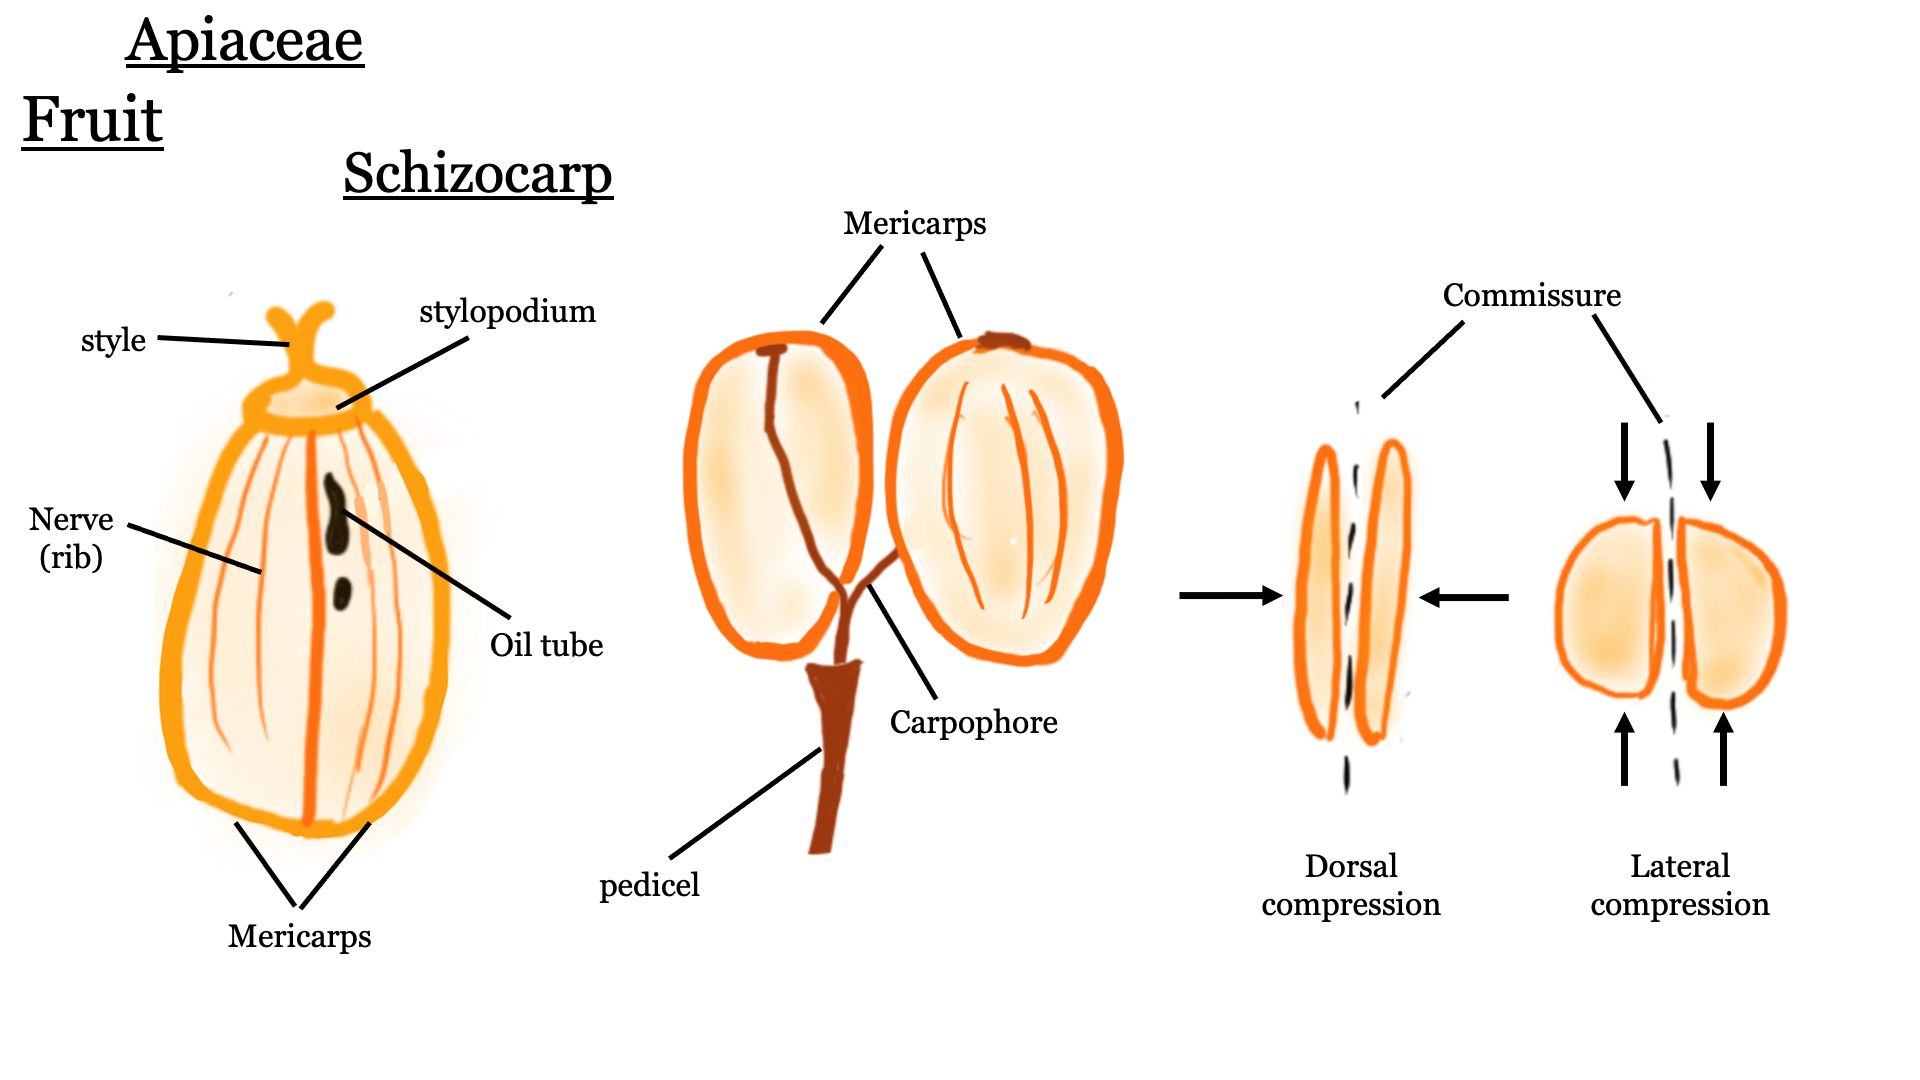 Apiaceae
Fruit
Schizocarp
Mericarps
style
stylopodium
Commissure
Nerve
(rib)
Oil tube
Mericarps
Carpophore
pedicel
Dorsal
compression
Lateral
compression